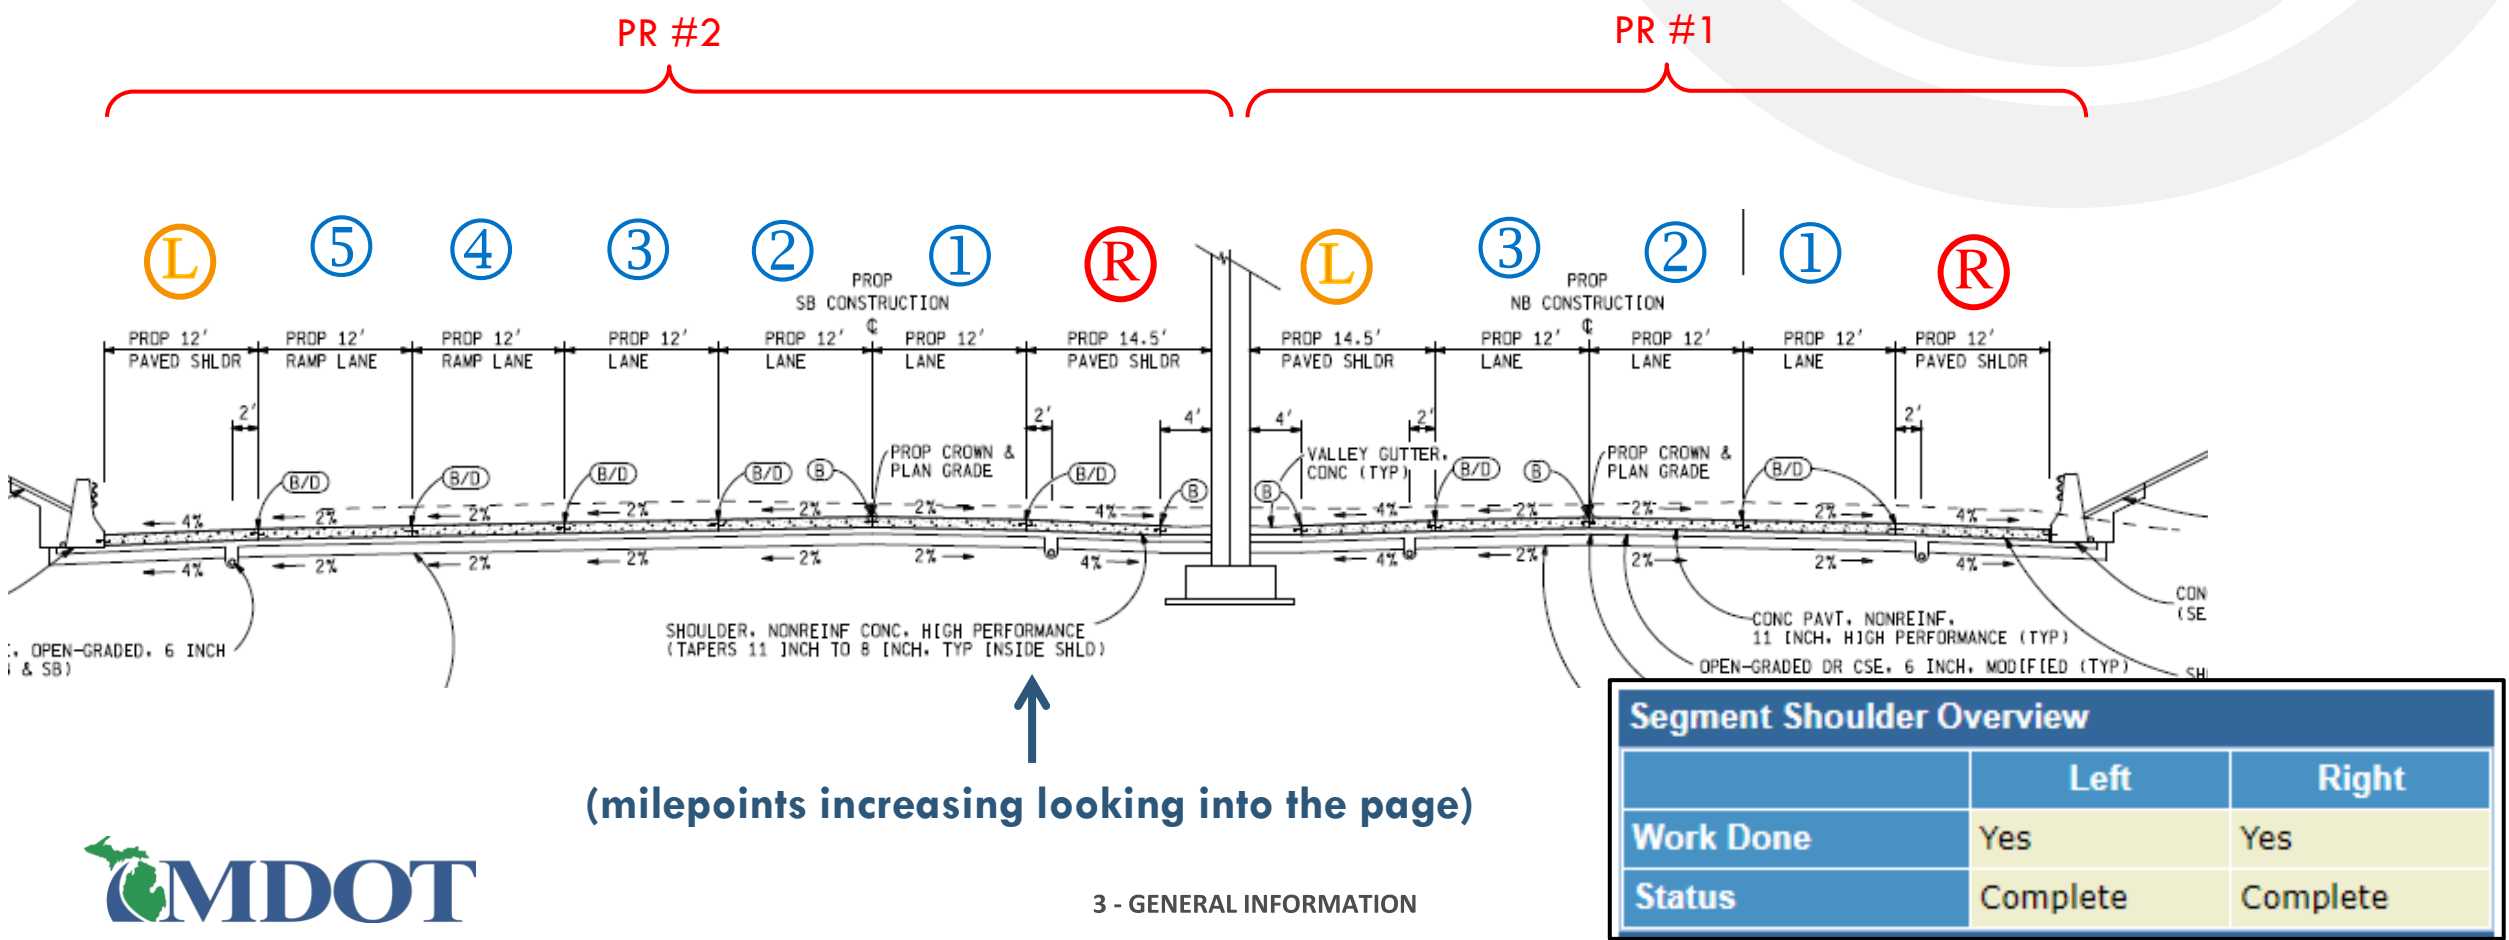 PR #2
PR #1
L 5 4 3 2 1 R L 3 2 1 R
PROP
SB CONSTRUCTION
℄
PROP
NB CONSTRUCTION
℄
PROP 12' PROP 12' PROP 12' PROP 12' PROP 12' PROP 12' PROP 14.5' PROP 14.5' PROP 12' PROP 12' PROP 12' PROP 12'
PAVED SHLDR RAMP LANE RAMP LANE LANE LANE LANE PAVED SHLDR PAVED SHLDR LANE LANE LANE PAVED SHLDR
2' 2' 4' 4' 2' 2'
PROP CROWN &
PLAN GRADE
VALLEY GUTTER,
CONC (TYP)
PROP CROWN &
PLAN GRADE
B/D B/D B/D B/D B B/D B B B/D B B/D
4% 2% 2% 2% 2% 2% 4% 4% 2% 2% 2% 4%
4% 2% 2% 2% 2% 2% 4% 4% 2% 2% 2% 4%
OPEN-GRADED, 6 INCH
& SB)
SHOULDER, NONREINF CONC, HIGH PERFORMANCE
(TAPERS 11 INCH TO 8 INCH, TYP INSIDE SHLD)
CONC PAVT, NONREINF,
11 INCH, HIGH PERFORMANCE (TYP)
OPEN-GRADED DR CSE, 6 INCH, MODIFIED (TYP)
CON
(SE
SH
(milepoints increasing looking into the page)
Segment Shoulder Overview
Left Right
Work Done Yes Yes
Status Complete Complete
MDOT
3 - GENERAL INFORMATION